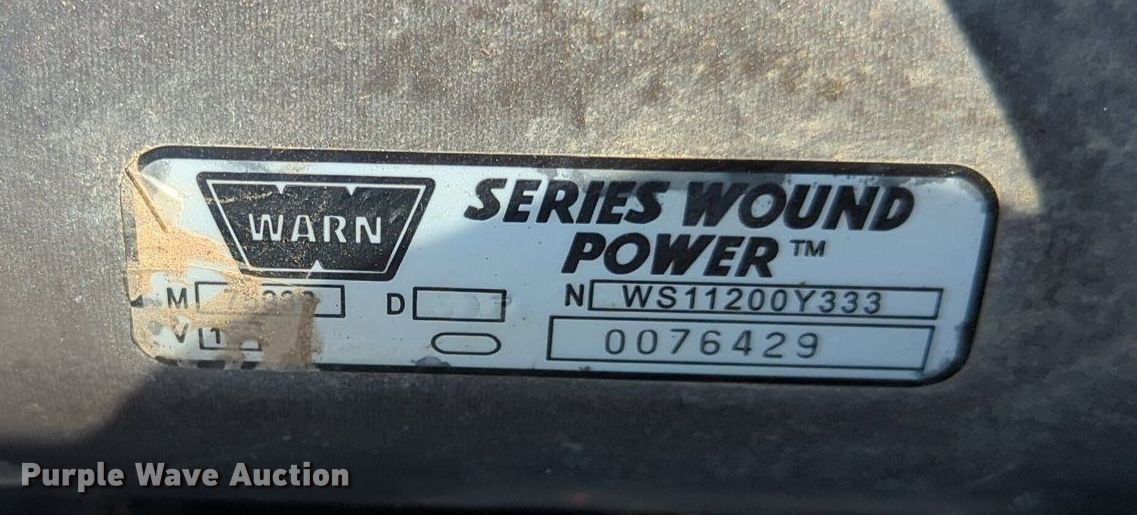 WARN
SERIES WOUND
POWER™
M
D
N WS11200Y333
V
0076429
Purple Wave Auction